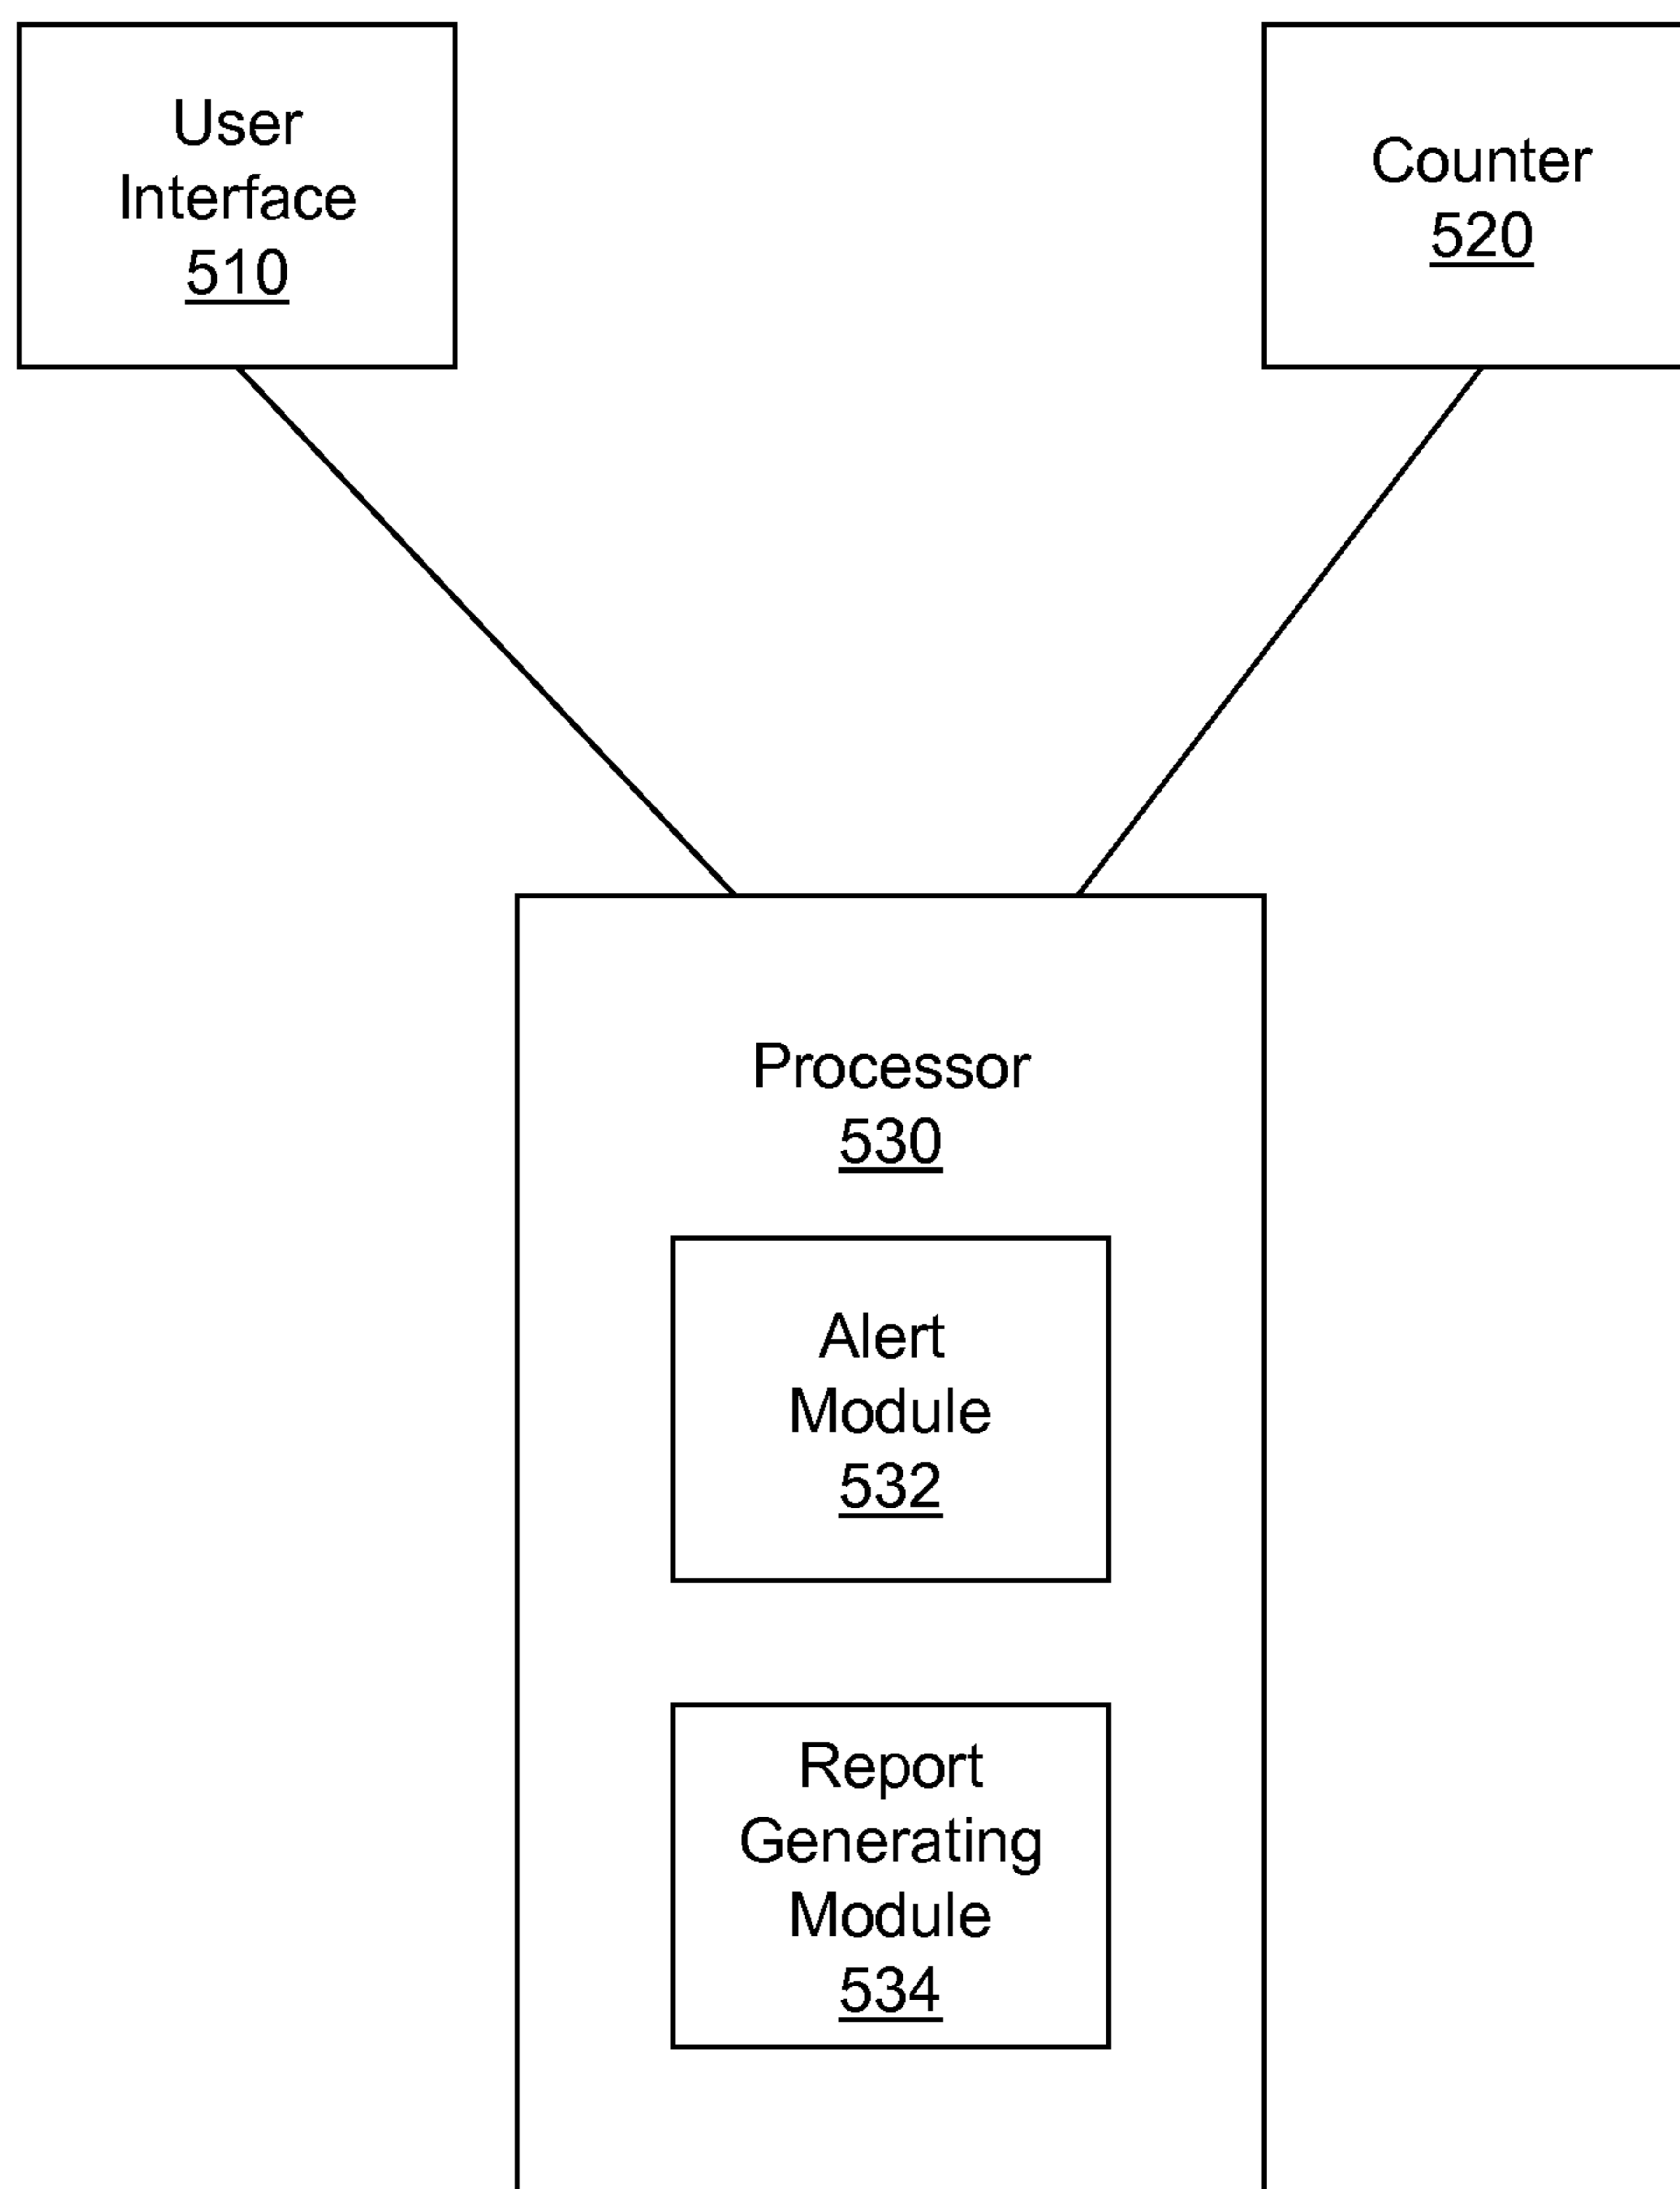 User
Interface
510
Counter
520
Processor
530
Alert
Module
532
Report
Generating
Module
534